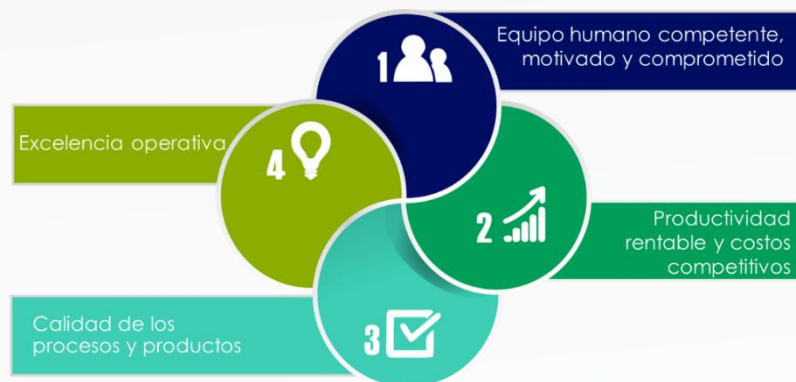 1
Equipo humano competente,
motivado y comprometido
2
Productividad
rentable y costos
competitivos
3
Calidad de los
procesos y productos
4
Excelencia operativa